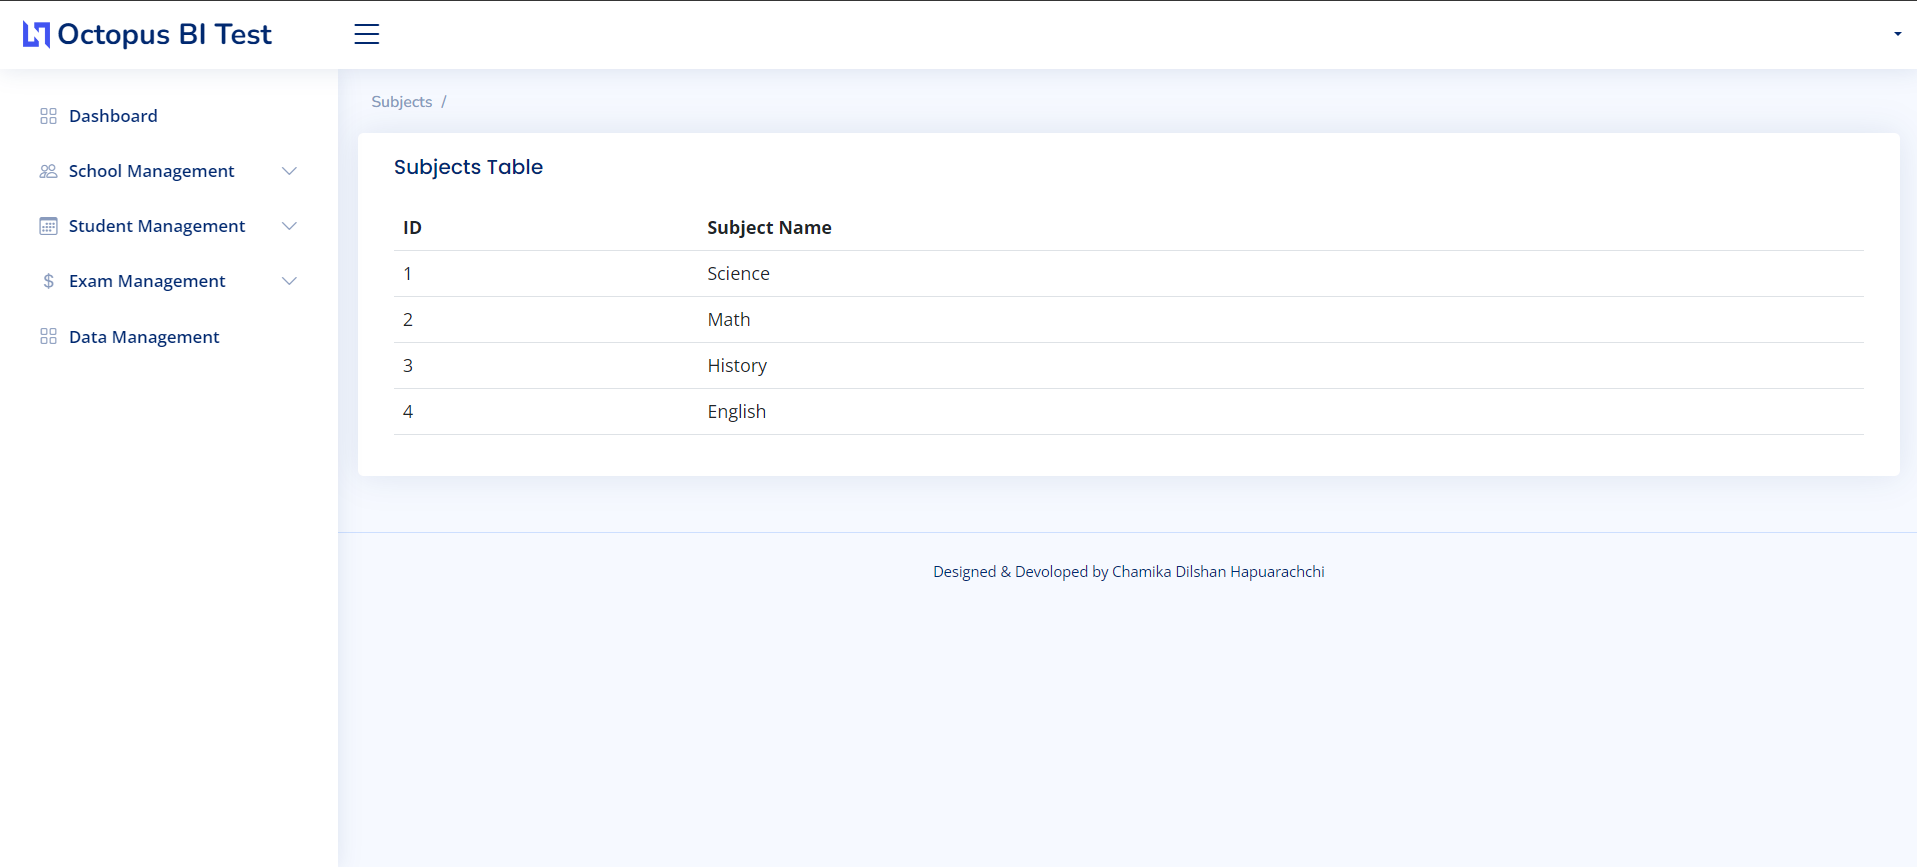 Octopus BI Test
Dashboard
School Management
Student Management
Exam Management
Data Management
Subjects /
Subjects Table
ID Subject Name
1 Science
2 Math
3 History
4 English
Designed & Devoloped by Chamika Dilshan Hapuarachchi